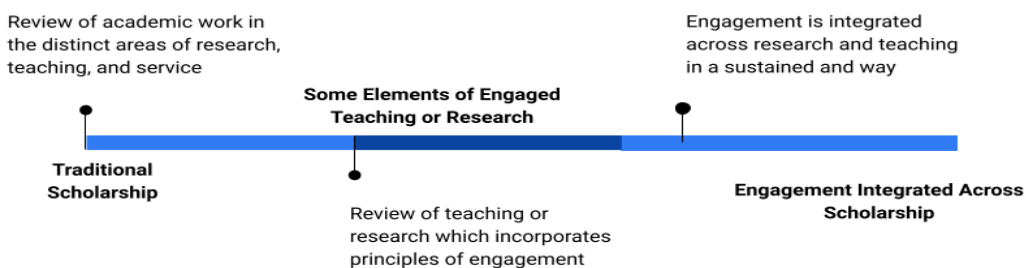 Review of academic work in
the distinct areas of research,
teaching, and service
Engagement is integrated
across research and teaching
in a sustained and way
Some Elements of Engaged
Teaching or Research
Traditional
Scholarship
Engagement Integrated Across
Scholarship
Review of teaching or
research which incorporates
principles of engagement